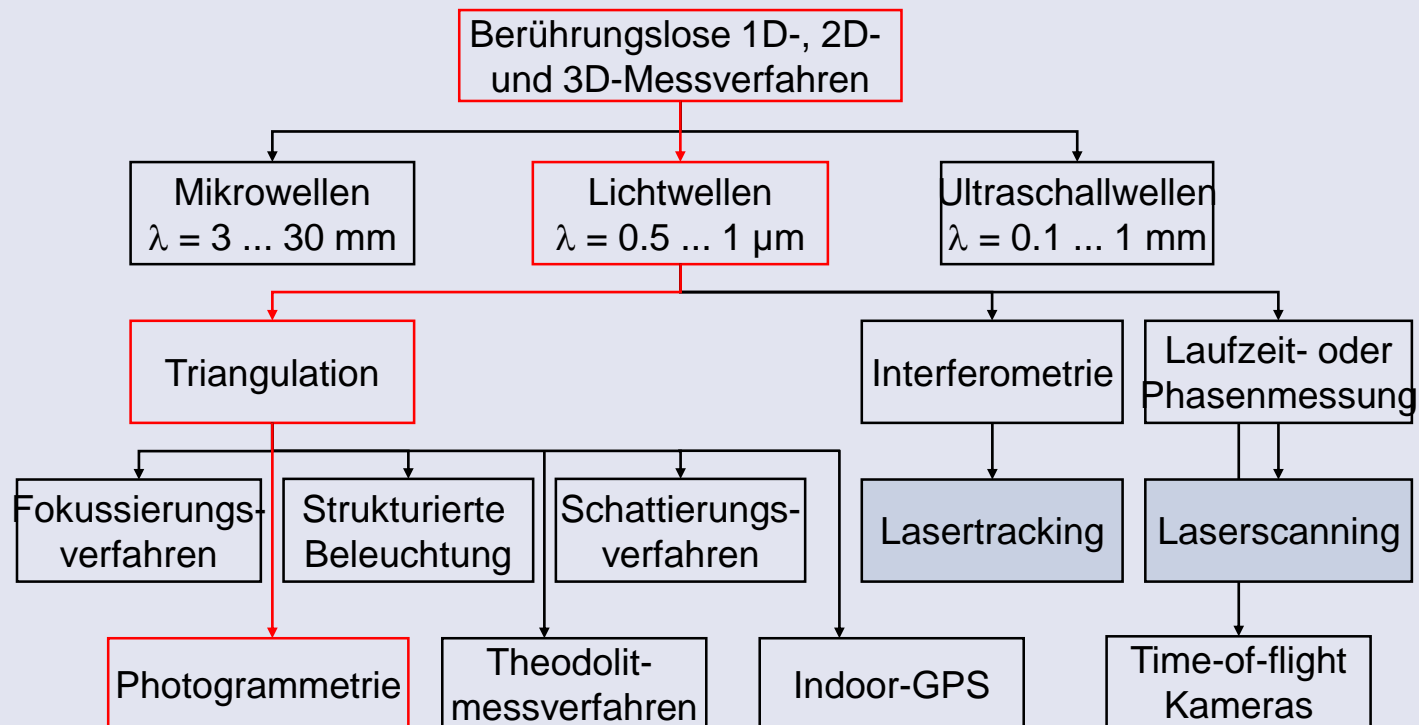 Berührungslose 1D-, 2D-
und 3D-Messverfahren
Mikrowellen
λ = 3 ... 30 mm
Lichtwellen
λ = 0.5 ... 1 µm
Ultraschallwellen
λ = 0.1 ... 1 mm
Triangulation
Interferometrie
Laufzeit- oder
Phasenmessung
Fokussierungs-
verfahren
Strukturierte
Beleuchtung
Schattierungs-
verfahren
Lasertracking
Laserscanning
Photogrammetrie
Theodolit-
messverfahren
Indoor-GPS
Time-of-flight
Kameras